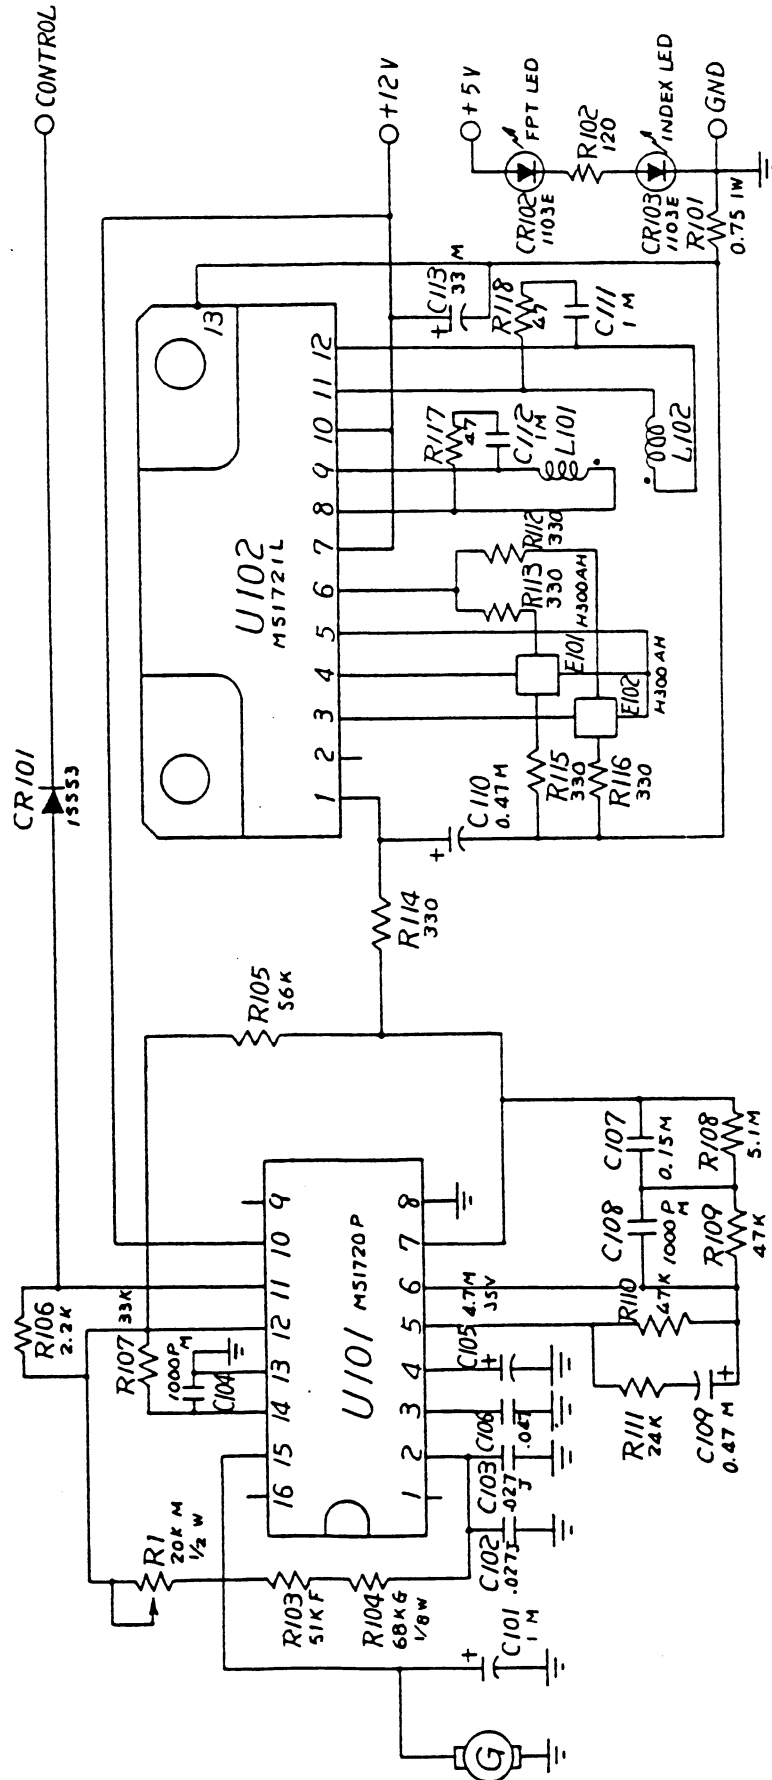 CONTROL
+12V
+5V
GND
FPT LED
CR102
1103E
R102
120
INDEX LED
CR103
1103E
R101
0.75 1W
CR101
1SS53
U102
M51721L
13
1
2
3
4
5
6
7
8
9
10
11
12
+
C113
33 M
R118
47
C111
1M
R117
47
C112
1M
L101
L102
R112
330
R113
330
E101
H300AH
E102
H300AH
R115
330
R116
330
+
C110
0.47M
R114
330
R105
56K
R106
2.2K
R107
33K
1000P
M
C104
U101
M51720P
16
15
14
13
12
11
10
9
1
2
3
4
5
6
7
8
R1
20K M
1/2 W
R103
51K F
R104
68K G
1/8W
C102
.027J
C103
.027
J
C106
.047
+
C105
4.7M
35V
+
C101
1M
G
C107
0.15M
R108
5.1M
C108
1000P
M
R109
47K
R110
47K
R111
24K
+
C109
0.47 M